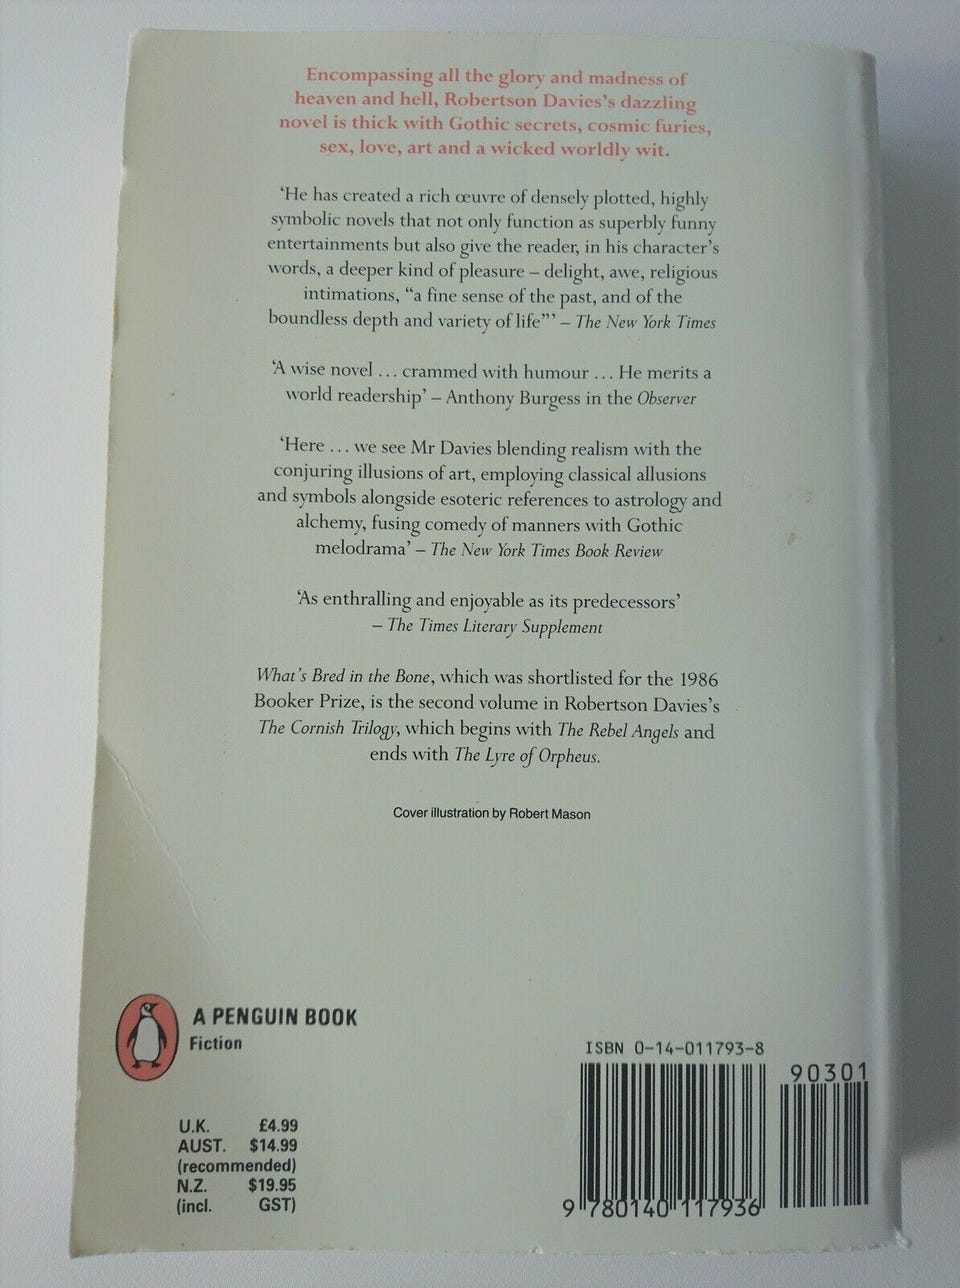 Encompassing all the glory and madness of
heaven and hell, Robertson Davies's dazzling
novel is thick with Gothic secrets, cosmic furies,
sex, love, art and a wicked worldly wit.
‘He has created a rich œuvre of densely plotted, highly
symbolic novels that not only function as superbly funny
entertainments but also give the reader, in his character's
words, a deeper kind of pleasure – delight, awe, religious
intimations, “a fine sense of the past, and of the
boundless depth and variety of life”’ – The New York Times
‘A wise novel ... crammed with humour ... He merits a
world readership’ – Anthony Burgess in the Observer
‘Here ... we see Mr Davies blending realism with the
conjuring illusions of art, employing classical allusions
and symbols alongside esoteric references to astrology and
alchemy, fusing comedy of manners with Gothic
melodrama’ – The New York Times Book Review
‘As enthralling and enjoyable as its predecessors’
– The Times Literary Supplement
What's Bred in the Bone, which was shortlisted for the 1986
Booker Prize, is the second volume in Robertson Davies's
The Cornish Trilogy, which begins with The Rebel Angels and
ends with The Lyre of Orpheus.
Cover illustration by Robert Mason
A PENGUIN BOOK
Fiction
U.K. £4.99
AUST. $14.99
(recommended)
N.Z. $19.95
(incl. GST)
ISBN 0-14-011793-8
90301
9 780140 117936